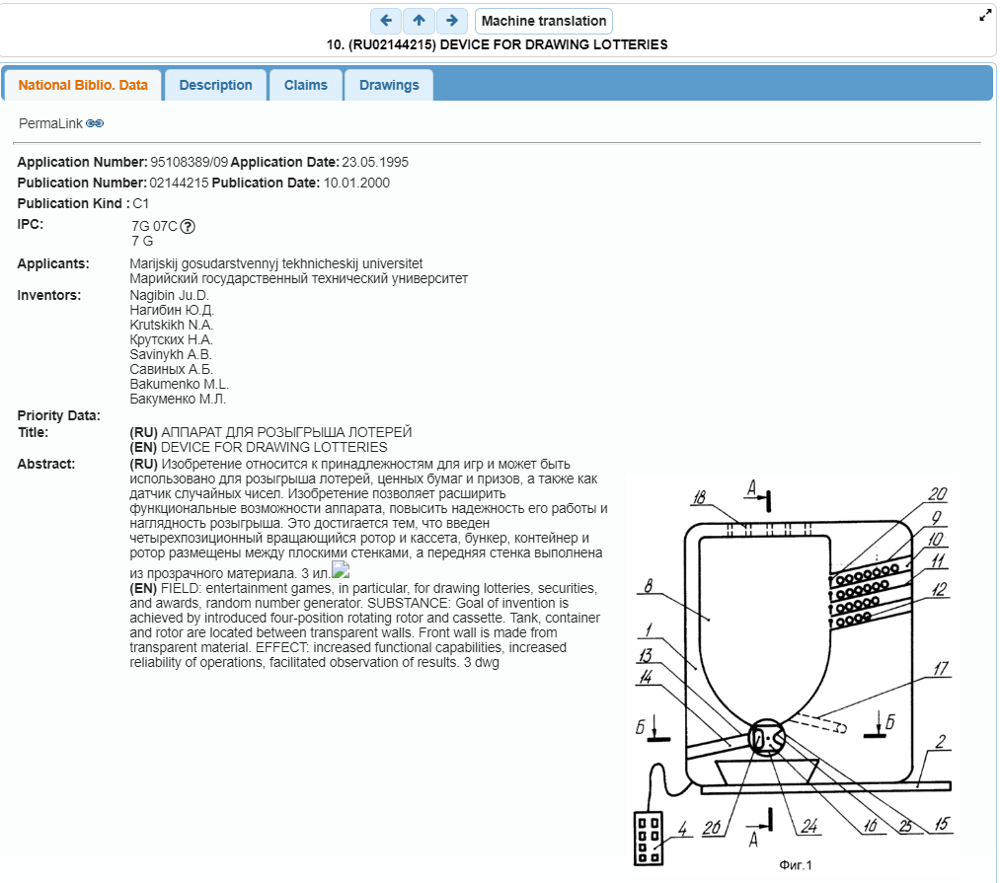 Machine translation
10. (RU02144215) DEVICE FOR DRAWING LOTTERIES
National Biblio. Data Description Claims Drawings
PermaLink
Application Number: 95108389/09 Application Date: 23.05.1995
Publication Number: 02144215 Publication Date: 10.01.2000
Publication Kind : C1
IPC: 7G 07C ?
7 G
Applicants: Marijskij gosudarstvennyj tekhnicheskij universitet
Марийский государственный технический университет
Inventors: Nagibin Ju.D.
Нагибин Ю.Д.
Krutskikh N.A.
Крутских Н.А.
Savinykh A.B.
Савиных А.Б.
Bakumenko M.L.
Бакуменко М.Л.
Priority Data:
Title: (RU) АППАРАТ ДЛЯ РОЗЫГРЫША ЛОТЕРЕЙ
(EN) DEVICE FOR DRAWING LOTTERIES
Abstract: (RU) Изобретение относится к принадлежностям для игр и может быть
использовано для розыгрыша лотерей, ценных бумаг и призов, а также как
датчик случайных чисел. Изобретение позволяет расширить
функциональные возможности аппарата, повысить надежность его работы и
наглядность розыгрыша. Это достигается тем, что введен
четырехпозиционный вращающийся ротор и кассета, бункер, контейнер и
ротор размещены между плоскими стенками, а передняя стенка выполнена
из прозрачного материала. 3 ил.
(EN) FIELD: entertainment games, in particular, for drawing lotteries, securities,
and awards, random number generator. SUBSTANCE: Goal of invention is
achieved by introduced four-position rotating rotor and cassette. Tank, container
and rotor are located between transparent walls. Front wall is made from
transparent material. EFFECT: increased functional capabilities, increased
reliability of operations, facilitated observation of results. 3 dwg
18
А
20
9
10
11
12
8
1
13
14
17
Б
Б
2
4
26
А
24
16
25
15
Фиг.1